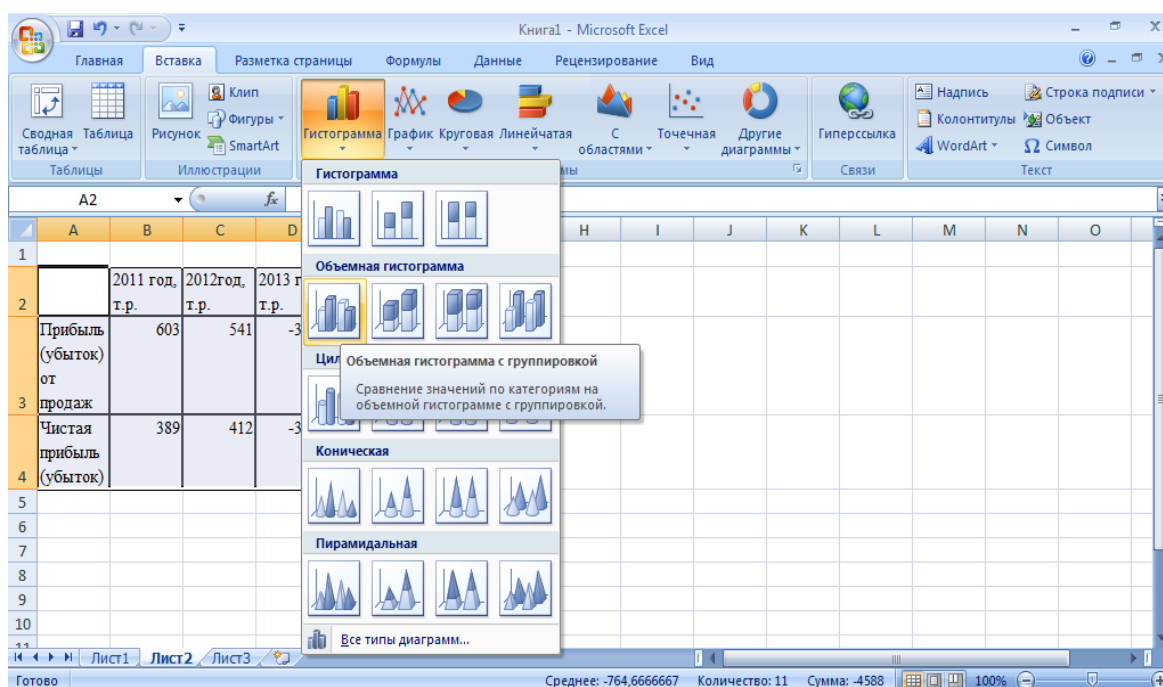 Книга1 - Microsoft Excel
Главная Вставка Разметка страницы Формулы Данные Рецензирование Вид
Сводная таблица Таблица Рисунок Клип Фигуры SmartArt Гистограмма График Круговая Линейчатая С областями Точечная Другие диаграммы Гиперссылка Надпись Колонтитулы WordArt Строка подписи Объект Символ
Таблицы Иллюстрации Связи Текст
A2 fx
Гистограмма
Объемная гистограмма
Объемная гистограмма с группировкой
Сравнение значений по категориям на
объемной гистограмме с группировкой.
Коническая
Пирамидальная
Все типы диаграмм...
A B C D H I J K L M N O
1
2011 год, 2012год, 2013
2 т.р. т.р. т.р.
Прибыль 603 541
(убыток)
от
3 продаж
Чистая 389 412
прибыль
4 (убыток)
5
6
7
8
9
10
Лист1 Лист2 Лист3
Готово Среднее: -764,6666667 Количество: 11 Сумма: -4588 100%